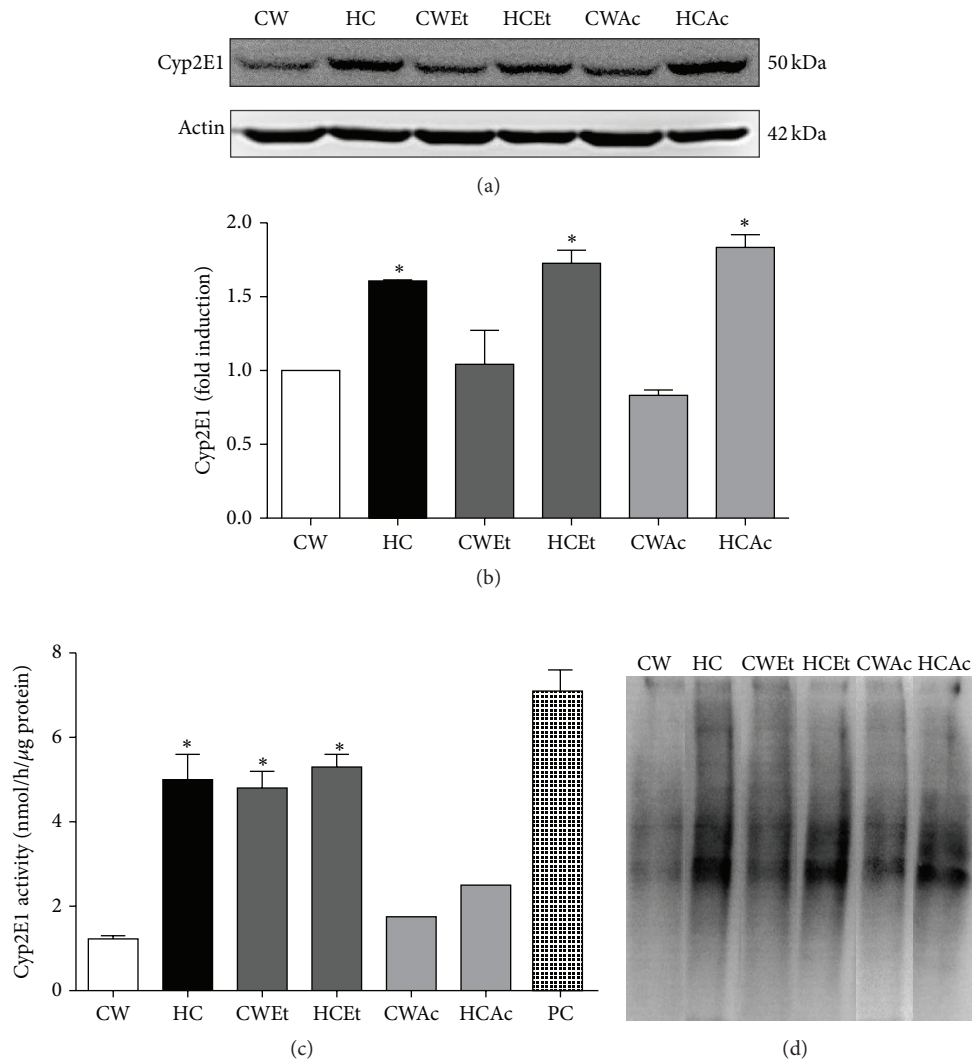 CW HC CWEt HCEt CWAc HCAc
Cyp2E1 50 kDa
Actin 42 kDa
(a)
2.0
1.5
1.0
0.5
0.0
Cyp2E1 (fold induction)
* * *
CW HC CWEt HCEt CWAc HCAc
(b)
8
6
4
2
0
Cyp2E1 activity (nmol/h/μg protein)
* * *
CW HC CWEt HCEt CWAc HCAc PC
(c)
CW HC CWEt HCEt CWAc HCAc
(d)